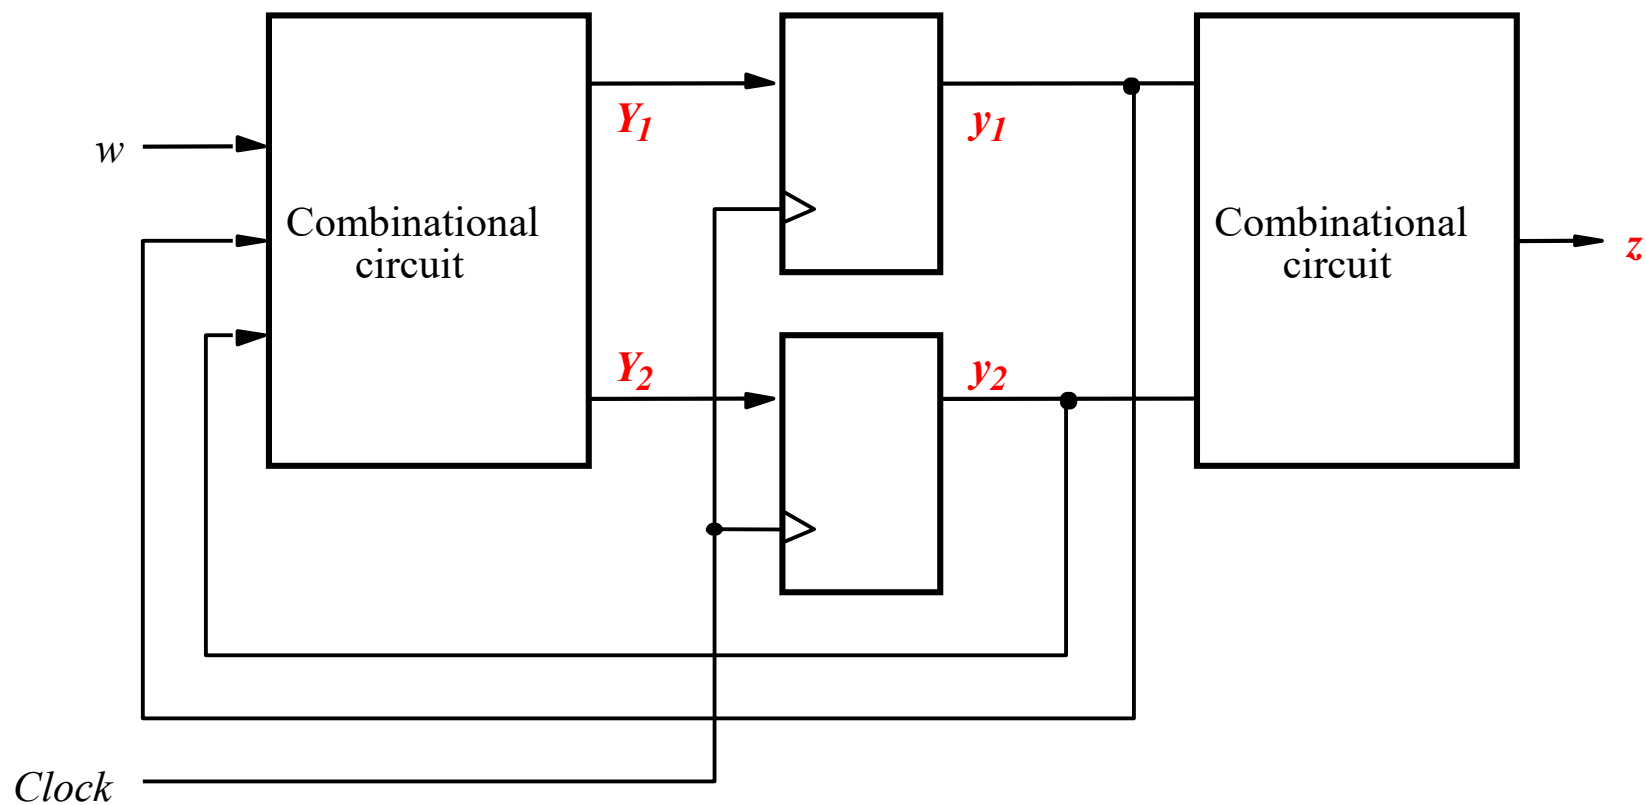 Y1
y1
w
Combinational
circuit
Combinational
circuit
z
Y2
y2
Clock